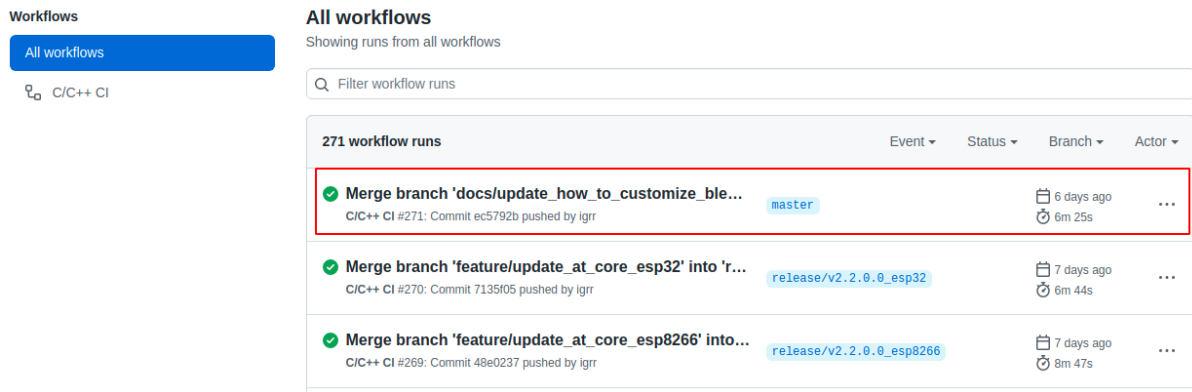 Workflows
All workflows
C/C++ CI
All workflows
Showing runs from all workflows
Filter workflow runs
271 workflow runs Event Status Branch Actor
Merge branch 'docs/update_how_to_customize_ble... master 6 days ago
C/C++ CI #271: Commit ec5792b pushed by igrr 6m 25s
Merge branch 'feature/update_at_core_esp32' into 'r... release/v2.2.0.0_esp32 7 days ago
C/C++ CI #270: Commit 7135f05 pushed by igrr 6m 44s
Merge branch 'feature/update_at_core_esp8266' into... release/v2.2.0.0_esp8266 7 days ago
C/C++ CI #269: Commit 48e0237 pushed by igrr 8m 47s